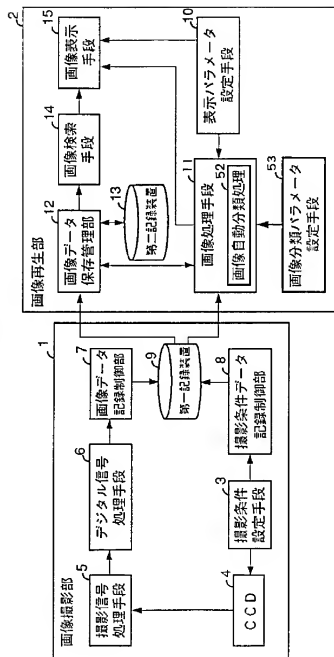 画像撮影部
1
5
撮影信号
処理手段
6
デジタル信号
処理手段
7
画像データ
記録制御部
9
第一記録装置
4
CCD
3
撮影条件
設定手段
8
撮影条件データ
記録制御部
画像再生部
2
12
画像データ
保存管理部
14
画像検索
手段
15
画像表示
手段
13
第二記録装置
11
画像処理手段
52
画像自動分類処理
10
表示パラメータ
設定手段
53
画像分類パラメータ
設定手段